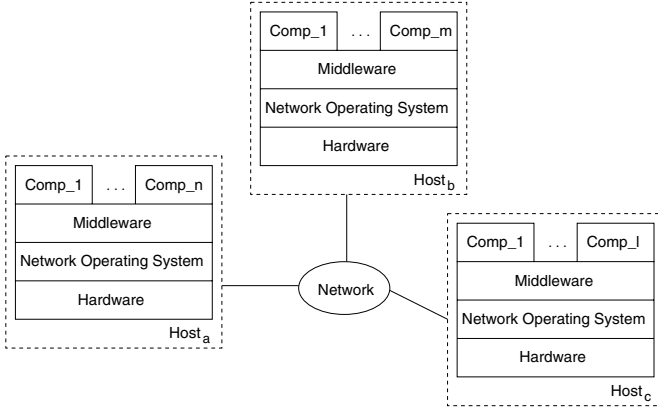 Comp_1 ... Comp_m
Middleware
Network Operating System
Hardware
Host_b
Comp_1 ... Comp_n
Middleware
Network Operating System
Hardware
Host_a
Network
Comp_1 ... Comp_l
Middleware
Network Operating System
Hardware
Host_c